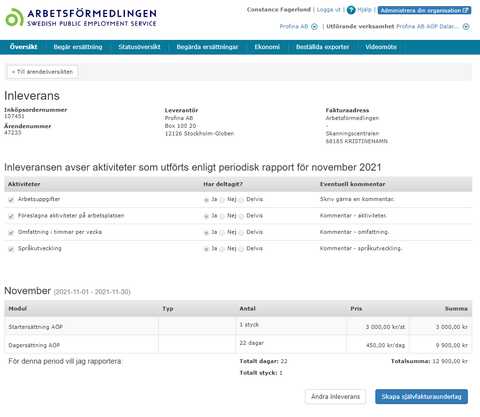 ARBETSFÖRMEDLINGEN
SWEDISH PUBLIC EMPLOYMENT SERVICE
Constance Fagerlund | Logga ut | ? Hjälp | Administrera din organisation
Profina AB | Utförande verksamhet Profina AB AÖP Dalar...
Översikt Begär ersättning Statusöversikt Begärda ersättningar Ekonomi Beställda exporter Videomöte
« Till ärendeöversikten
Inleverans
Inköpsordernummer
107451
Ärendenummer
47233
Leverantör
Profina AB
Box 100 20
12126 Stockholm-Globen
Fakturaadress
Arbetsförmedlingen
-
Skanningscentralen
68185 KRISTINEHAMN
Inleveransen avser aktiviteter som utförts enligt periodisk rapport för november 2021
Aktiviteter Har deltagit? Eventuell kommentar
Arbetsuppgifter Ja Nej Delvis Skriv gärna en kommentar.
Föreslagna aktiviteter på arbetsplatsen Ja Nej Delvis Kommentar - aktiviteter.
Omfattning i timmar per vecka Ja Nej Delvis Kommentar - omfattning.
Språkutveckling Ja Nej Delvis Kommentar - språkutveckling.
November (2021-11-01 - 2021-11-30)
Modul Typ Antal Pris Summa
Startersättning AÖP 1 styck 3 000,00 kr/st 3 000,00 kr
Dagersättning AÖP 22 dagar 450,00 kr/dag 9 900,00 kr
För denna period vill jag rapportera: Totalt dagar: 22 Totalsumma: 12 900,00 kr
Totalt styck: 1
Ändra inleverans Skapa självfakturaunderlag